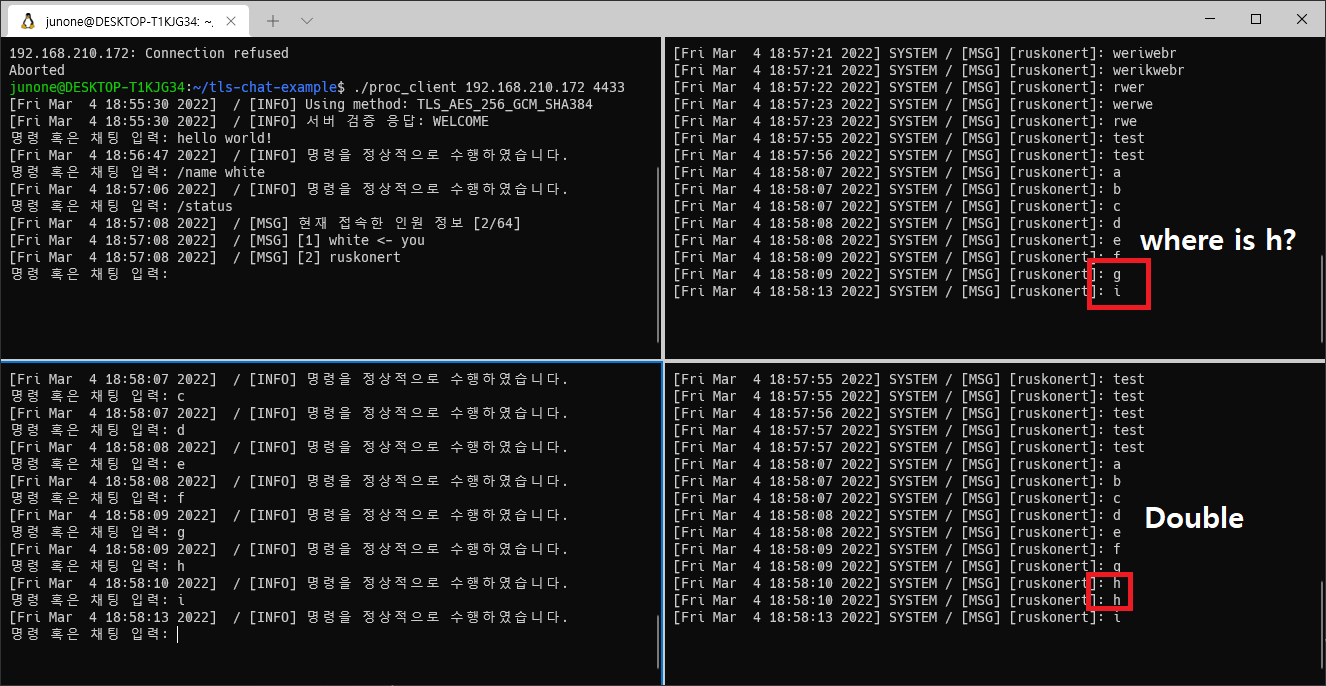 junone@DESKTOP-T1KJG34: ~.
192.168.210.172: Connection refused
Aborted
junone@DESKTOP-T1KJG34:~/tls-chat-example$ ./proc_client 192.168.210.172 4433
[Fri Mar  4 18:55:30 2022]  / [INFO] Using method: TLS_AES_256_GCM_SHA384
[Fri Mar  4 18:55:30 2022]  / [INFO] 서버 검증 응답: WELCOME
명령 혹은 채팅 입력: hello world!
[Fri Mar  4 18:56:47 2022]  / [INFO] 명령을 정상적으로 수행하였습니다.
명령 혹은 채팅 입력: /name white
[Fri Mar  4 18:57:06 2022]  / [INFO] 명령을 정상적으로 수행하였습니다.
명령 혹은 채팅 입력: /status
[Fri Mar  4 18:57:08 2022]  / [MSG] 현재 접속한 인원 정보 [2/64]
[Fri Mar  4 18:57:08 2022]  / [MSG] [1] white <- you
[Fri Mar  4 18:57:08 2022]  / [MSG] [2] ruskonert
명령 혹은 채팅 입력:
[Fri Mar  4 18:57:21 2022] SYSTEM / [MSG] [ruskonert]: weriwebr
[Fri Mar  4 18:57:21 2022] SYSTEM / [MSG] [ruskonert]: werikwebr
[Fri Mar  4 18:57:22 2022] SYSTEM / [MSG] [ruskonert]: rwer
[Fri Mar  4 18:57:23 2022] SYSTEM / [MSG] [ruskonert]: werwe
[Fri Mar  4 18:57:23 2022] SYSTEM / [MSG] [ruskonert]: rwe
[Fri Mar  4 18:57:55 2022] SYSTEM / [MSG] [ruskonert]: test
[Fri Mar  4 18:57:56 2022] SYSTEM / [MSG] [ruskonert]: test
[Fri Mar  4 18:58:07 2022] SYSTEM / [MSG] [ruskonert]: a
[Fri Mar  4 18:58:07 2022] SYSTEM / [MSG] [ruskonert]: b
[Fri Mar  4 18:58:07 2022] SYSTEM / [MSG] [ruskonert]: c
[Fri Mar  4 18:58:08 2022] SYSTEM / [MSG] [ruskonert]: d
[Fri Mar  4 18:58:08 2022] SYSTEM / [MSG] [ruskonert]: e
where is h?
[Fri Mar  4 18:58:09 2022] SYSTEM / [MSG] [ruskonert]: f
[Fri Mar  4 18:58:09 2022] SYSTEM / [MSG] [ruskonert]: g
[Fri Mar  4 18:58:13 2022] SYSTEM / [MSG] [ruskonert]: i
[Fri Mar  4 18:58:07 2022]  / [INFO] 명령을 정상적으로 수행하였습니다.
명령 혹은 채팅 입력: c
[Fri Mar  4 18:58:07 2022]  / [INFO] 명령을 정상적으로 수행하였습니다.
명령 혹은 채팅 입력: d
[Fri Mar  4 18:58:08 2022]  / [INFO] 명령을 정상적으로 수행하였습니다.
명령 혹은 채팅 입력: e
[Fri Mar  4 18:58:08 2022]  / [INFO] 명령을 정상적으로 수행하였습니다.
명령 혹은 채팅 입력: f
[Fri Mar  4 18:58:09 2022]  / [INFO] 명령을 정상적으로 수행하였습니다.
명령 혹은 채팅 입력: g
[Fri Mar  4 18:58:09 2022]  / [INFO] 명령을 정상적으로 수행하였습니다.
명령 혹은 채팅 입력: h
[Fri Mar  4 18:58:10 2022]  / [INFO] 명령을 정상적으로 수행하였습니다.
명령 혹은 채팅 입력: i
[Fri Mar  4 18:58:13 2022]  / [INFO] 명령을 정상적으로 수행하였습니다.
명령 혹은 채팅 입력:
[Fri Mar  4 18:57:55 2022] SYSTEM / [MSG] [ruskonert]: test
[Fri Mar  4 18:57:55 2022] SYSTEM / [MSG] [ruskonert]: test
[Fri Mar  4 18:57:56 2022] SYSTEM / [MSG] [ruskonert]: test
[Fri Mar  4 18:57:57 2022] SYSTEM / [MSG] [ruskonert]: test
[Fri Mar  4 18:57:57 2022] SYSTEM / [MSG] [ruskonert]: test
[Fri Mar  4 18:58:07 2022] SYSTEM / [MSG] [ruskonert]: a
[Fri Mar  4 18:58:07 2022] SYSTEM / [MSG] [ruskonert]: b
[Fri Mar  4 18:58:07 2022] SYSTEM / [MSG] [ruskonert]: c
[Fri Mar  4 18:58:08 2022] SYSTEM / [MSG] [ruskonert]: d
Double
[Fri Mar  4 18:58:08 2022] SYSTEM / [MSG] [ruskonert]: e
[Fri Mar  4 18:58:09 2022] SYSTEM / [MSG] [ruskonert]: f
[Fri Mar  4 18:58:09 2022] SYSTEM / [MSG] [ruskonert]: g
[Fri Mar  4 18:58:10 2022] SYSTEM / [MSG] [ruskonert]: h
[Fri Mar  4 18:58:10 2022] SYSTEM / [MSG] [ruskonert]: h
[Fri Mar  4 18:58:13 2022] SYSTEM / [MSG] [ruskonert]: i